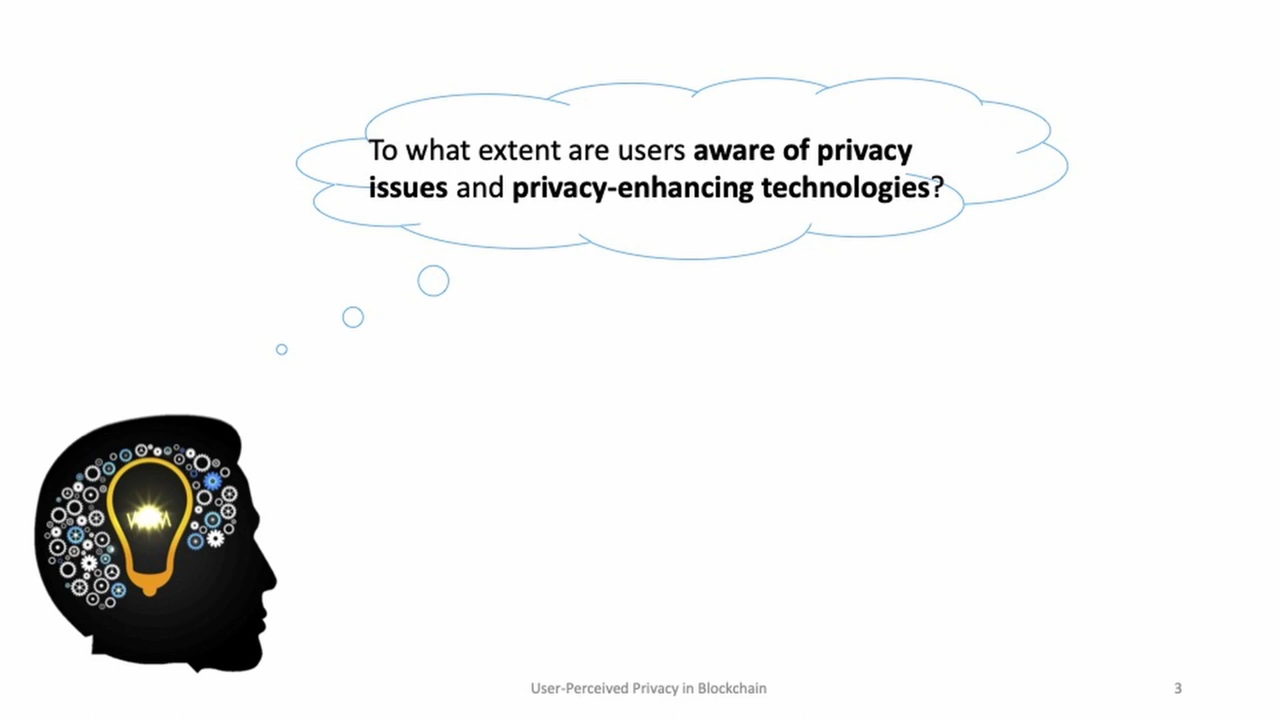 To what extent are users aware of privacy
issues and privacy-enhancing technologies?
User-Perceived Privacy in Blockchain
3